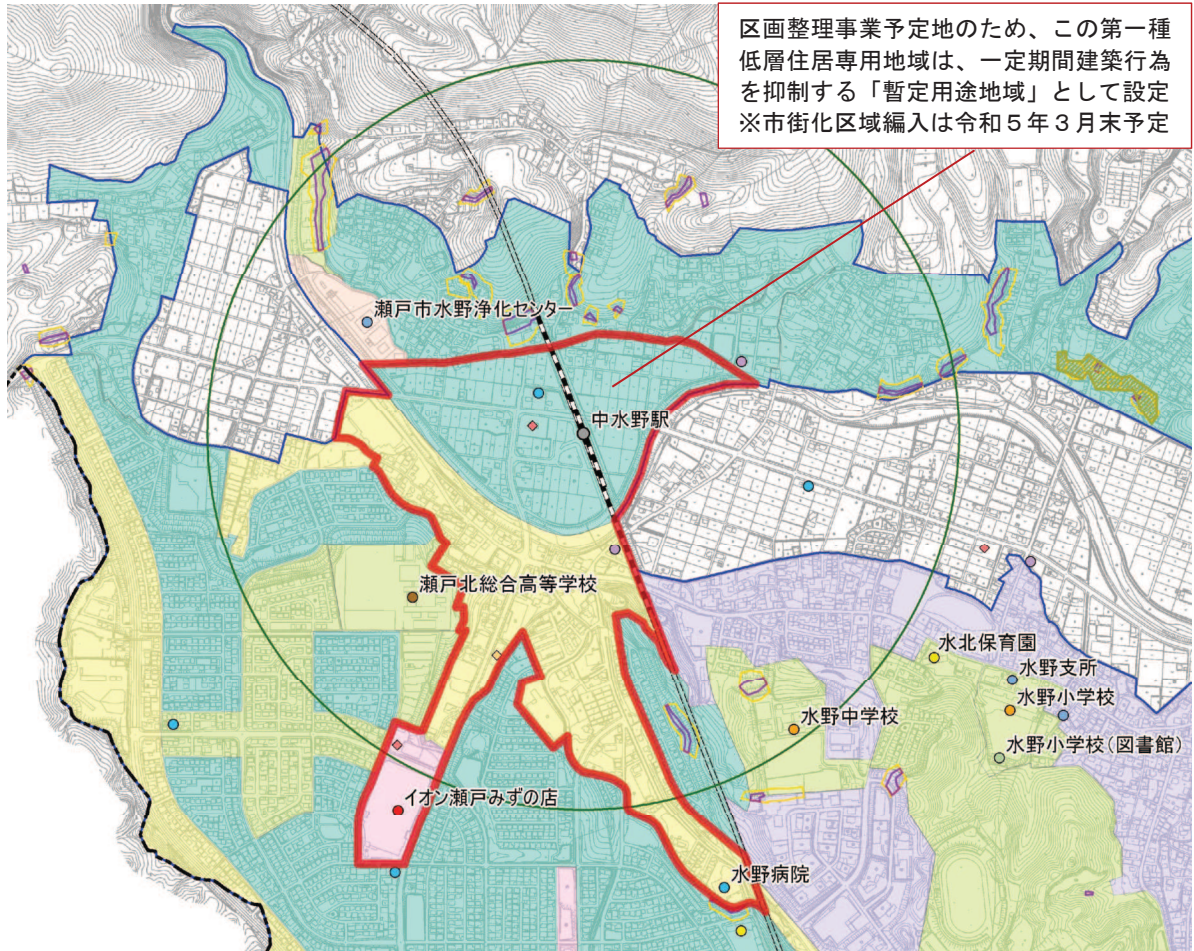 区画整理事業予定地のため、この第一種
低層住居専用地域は、一定期間建築行為
を抑制する「暫定用途地域」として設定
※市街化区域編入は令和５年３月末予定
瀬戸市水野浄化センター
中水野駅
瀬戸北総合高等学校
水北保育園
水野支所
水野小学校
水野中学校
水野小学校(図書館)
イオン瀬戸みずの店
水野病院